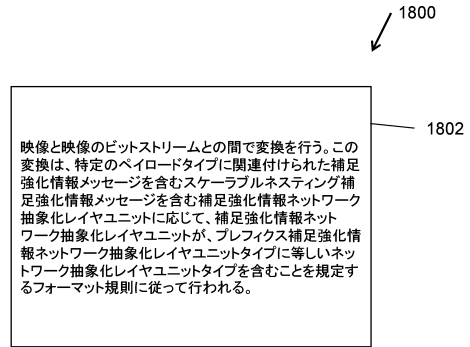 1800
1802
映像と映像のビットストリームとの間で変換を行う。この
変換は、特定のペイロードタイプに関連付けられた補足
強化情報メッセージを含むスケーラブルネスティング補
足強化情報メッセージを含む補足強化情報ネットワーク
抽象化レイヤユニットに応じて、補足強化情報ネット
ワーク抽象化レイヤユニットが、プレフィクス補足強化情
報ネットワーク抽象化レイヤユニットタイプに等しいネッ
トワーク抽象化レイヤユニットタイプを含むことを規定す
るフォーマット規則に従って行われる。